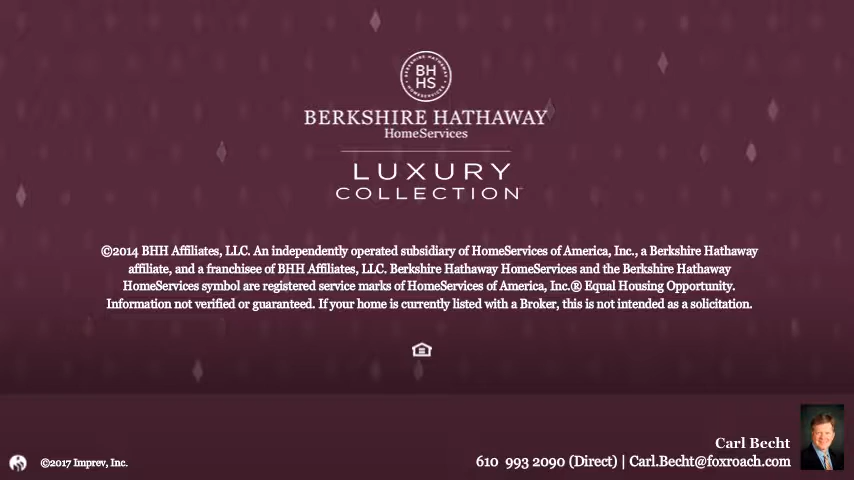 BERKSHIRE HATHAWAY
HOMESERVICES
BH
HS
BERKSHIRE HATHAWAY
HomeServices
LUXURY
COLLECTION
©2014 BHH Affiliates, LLC. An independently operated subsidiary of HomeServices of America, Inc., a Berkshire Hathaway
affiliate, and a franchisee of BHH Affiliates, LLC. Berkshire Hathaway HomeServices and the Berkshire Hathaway
HomeServices symbol are registered service marks of HomeServices of America, Inc.® Equal Housing Opportunity.
Information not verified or guaranteed. If your home is currently listed with a Broker, this is not intended as a solicitation.
Carl Becht
610 993 2090 (Direct) | Carl.Becht@foxroach.com
©2017 Imprev, Inc.